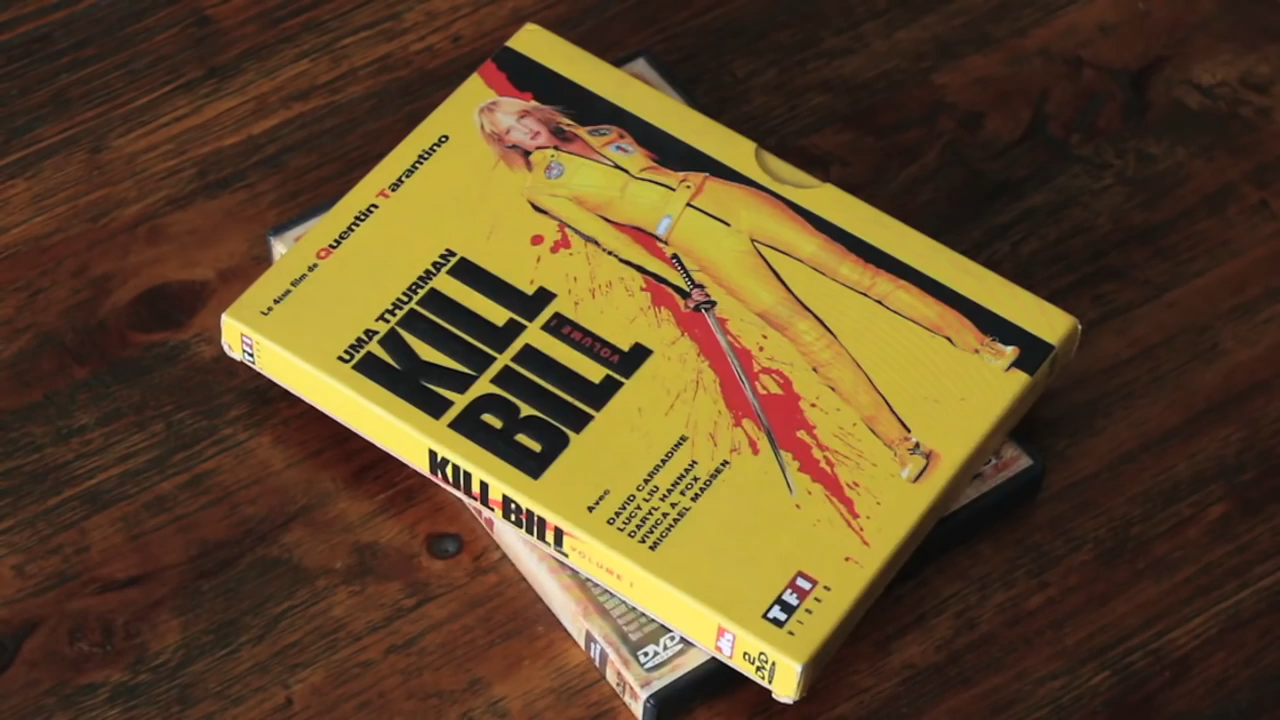 Le 4ème film de Quentin Tarantino
UMA THURMAN
KILL
BILL
VOLUME 1
Avec
DAVID CARRADINE
LUCY LIU
DARYL HANNAH
VIVICA A. FOX
MICHAEL MADSEN
TF1
VIDEO
TF1
KILL BILL
VOLUME 1
dts
2
DVD
DVD